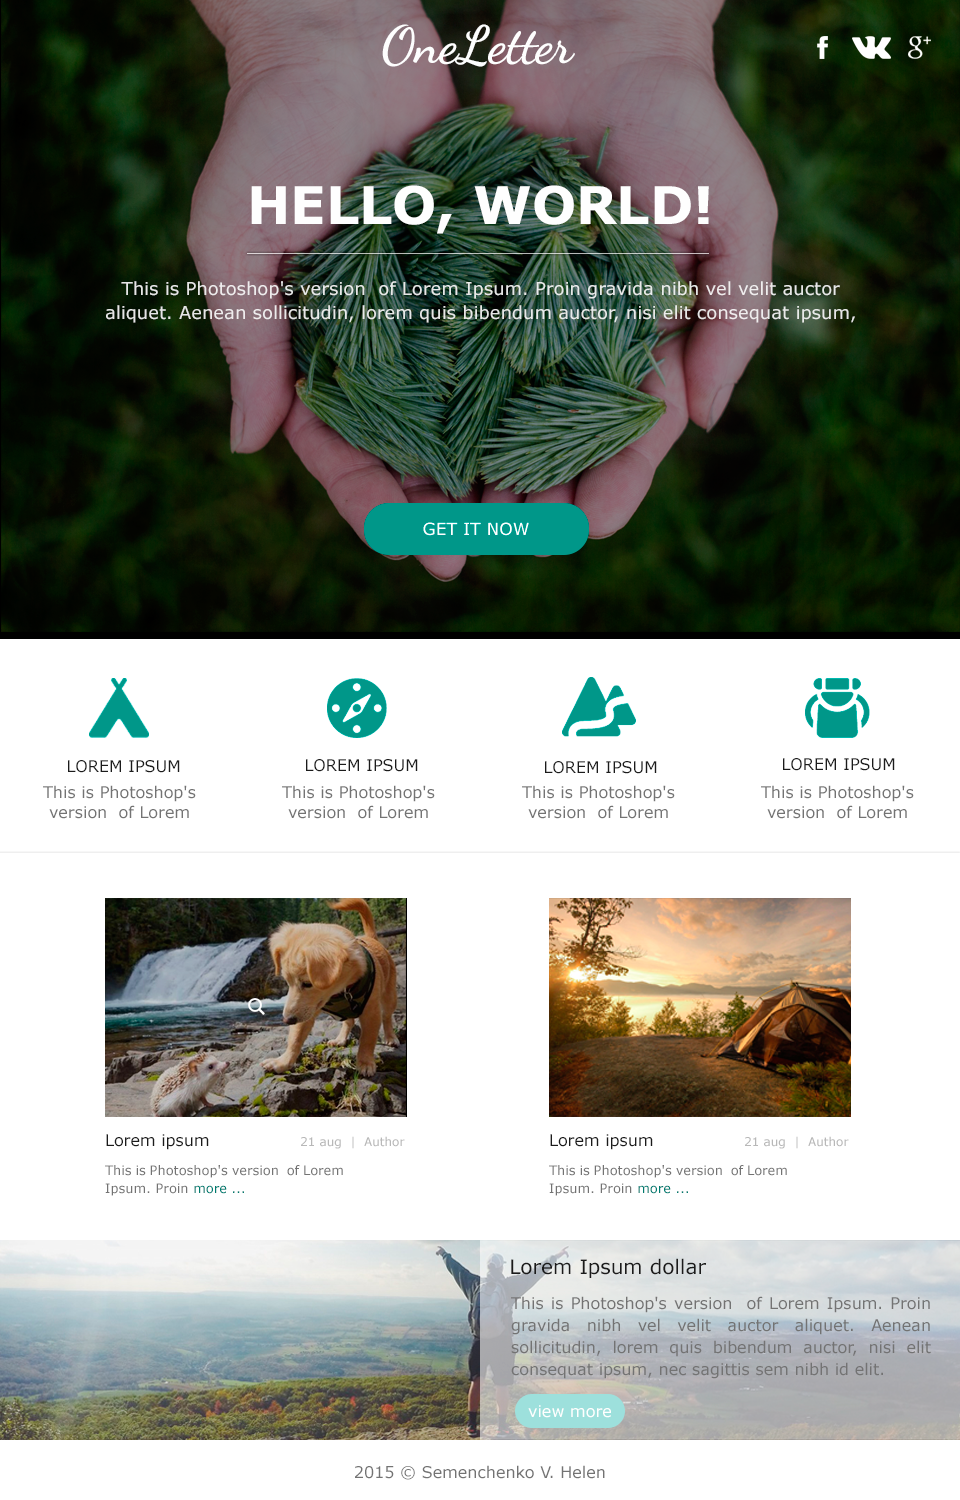 OneLetter
f VK g+
HELLO, WORLD!
This is Photoshop's version  of Lorem Ipsum. Proin gravida nibh vel velit auctor
aliquet. Aenean sollicitudin, lorem quis bibendum auctor, nisi elit consequat ipsum,
GET IT NOW
LOREM IPSUM
This is Photoshop's
version  of Lorem
LOREM IPSUM
This is Photoshop's
version  of Lorem
LOREM IPSUM
This is Photoshop's
version  of Lorem
LOREM IPSUM
This is Photoshop's
version  of Lorem
Lorem ipsum 21 aug | Author
This is Photoshop's version  of Lorem
Ipsum. Proin more ...
Lorem ipsum 21 aug | Author
This is Photoshop's version  of Lorem
Ipsum. Proin more ...
Lorem Ipsum dollar
This is Photoshop's version  of Lorem Ipsum. Proin
gravida nibh vel velit auctor aliquet. Aenean
sollicitudin, lorem quis bibendum auctor, nisi elit
consequat ipsum, nec sagittis sem nibh id elit.
view more
2015 © Semenchenko V. Helen